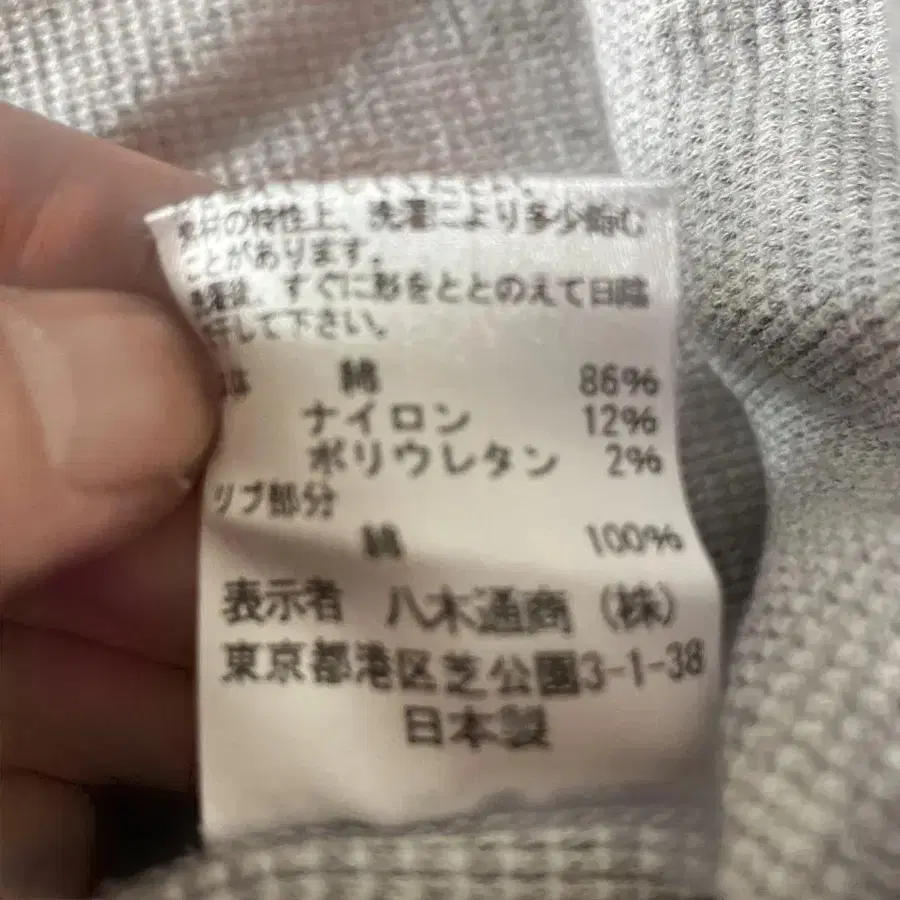 の特性上、洗濯により多少縮む
ことがあります。
洗濯後は、すぐに形をととのえて日陰
干して下さい。
綿 86%
ナイロン 12%
ポリウレタン 2%
リブ部分
綿 100%
表示者 八木通商(株)
東京都港区芝公園3-1-38
日本製